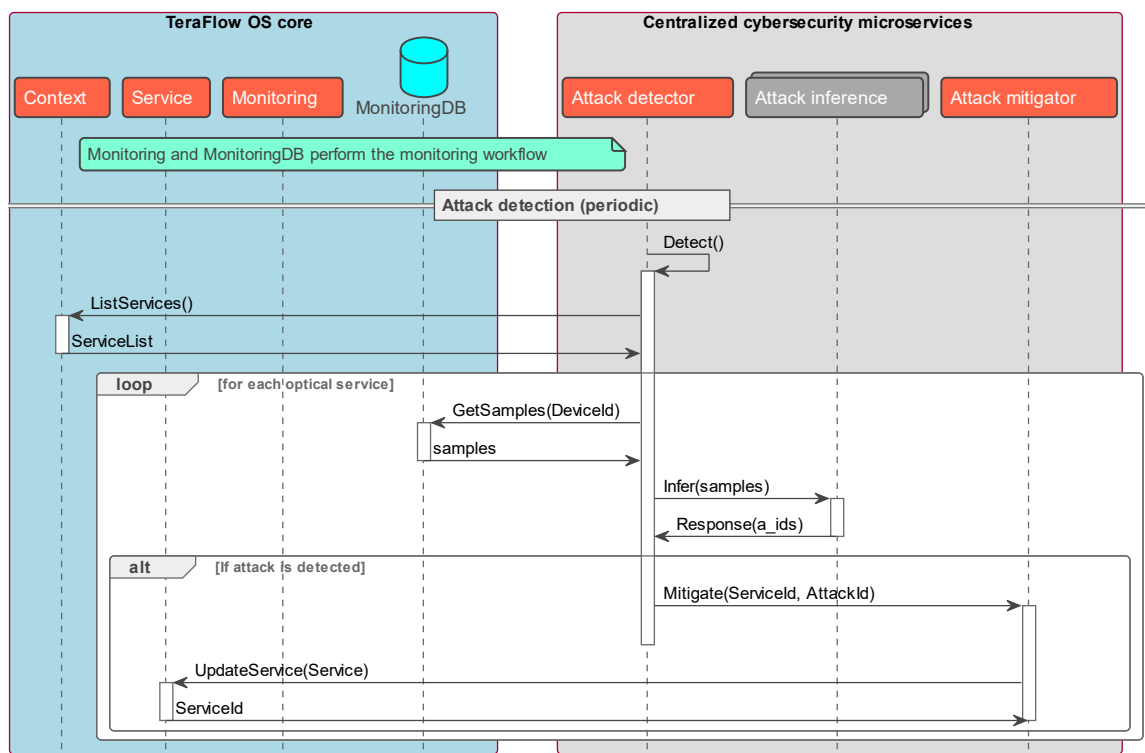 TeraFlow OS core
Centralized cybersecurity microservices
Context
Service
Monitoring
MonitoringDB
Attack detector
Attack inference
Attack mitigator
Monitoring and MonitoringDB perform the monitoring workflow
Attack detection (periodic)
Detect()
ListServices()
ServiceList
loop
[for each optical service]
GetSamples(DeviceId)
samples
Infer(samples)
Response(a_ids)
alt
[If attack is detected]
Mitigate(ServiceId, AttackId)
UpdateService(Service)
ServiceId